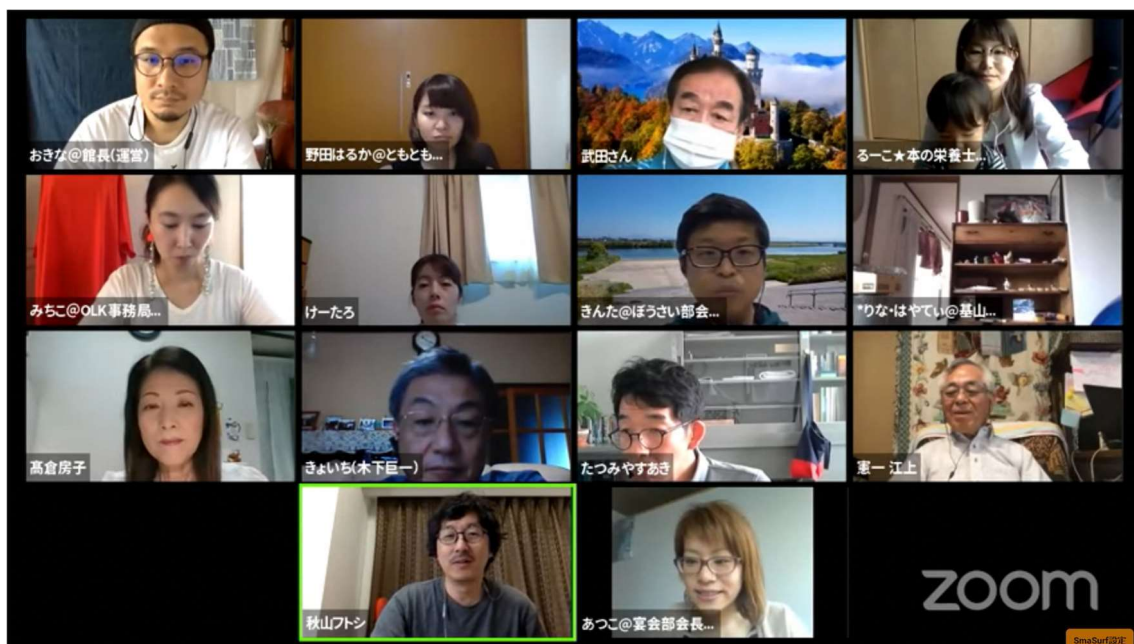 おきな@館長(運営)
野田はるか@ともとも...
武田さん
るーこ★本の栄養士...
みちこ@OLK事務局...
けーたろ
きんた@ぼうさい部会...
*りな・はやてぃ@基山...
髙倉房子
きょいち(木下巨一)
たつみやすあき
憲一 江上
秋山フトシ
あつこ@宴会部会長...
zoom
SmaSurf設定